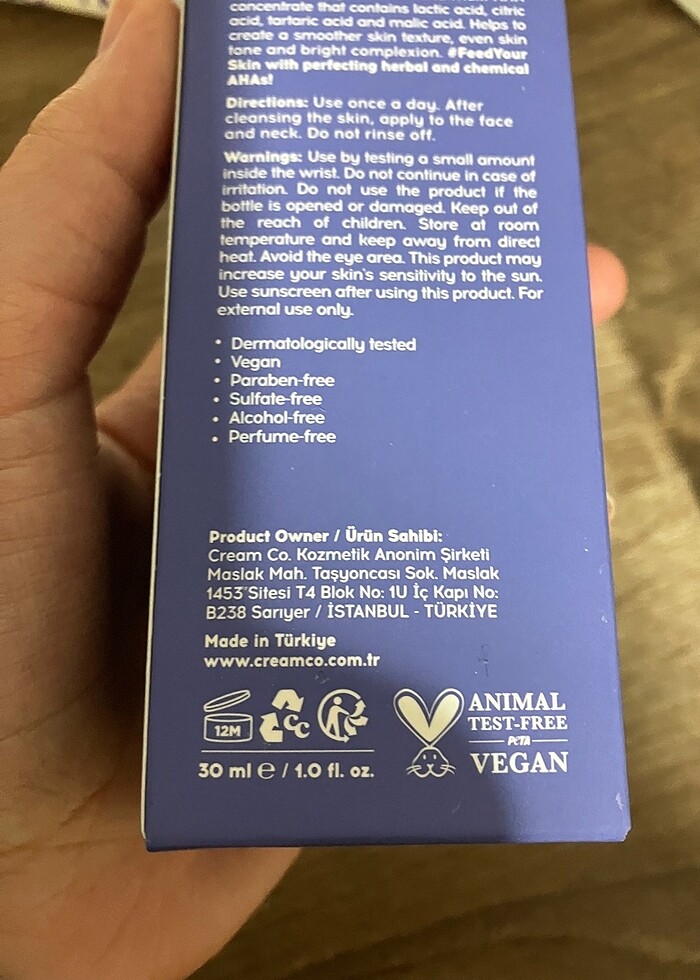 concentrate that contains lactic acid, citric
acid, tartaric acid and malic acid. Helps to
create a smoother skin texture, even skin
tone and bright complexion. #FeedYour
Skin with perfecting herbal and chemical
AHAs!
Directions: Use once a day. After
cleansing the skin, apply to the face
and neck. Do not rinse off.
Warnings: Use by testing a small amount
inside the wrist. Do not continue in case of
irritation. Do not use the product if the
bottle is opened or damaged. Keep out of
the reach of children. Store at room
temperature and keep away from direct
heat. Avoid the eye area. This product may
increase your skin's sensitivity to the sun.
Use sunscreen after using this product. For
external use only.
• Dermatologically tested
• Vegan
• Paraben-free
• Sulfate-free
• Alcohol-free
• Perfume-free
Product Owner / Ürün Sahibi:
Cream Co. Kozmetik Anonim Şirketi
Maslak Mah. Taşyoncası Sok. Maslak
1453'Sitesi T4 Blok No: 1U İç Kapı No:
B238 Sarıyer / İSTANBUL - TÜRKİYE
Made in Türkiye
www.creamco.com.tr
12M
CC
30 ml e / 1.0 fl. oz.
ANIMAL
TEST-FREE
PETA
VEGAN